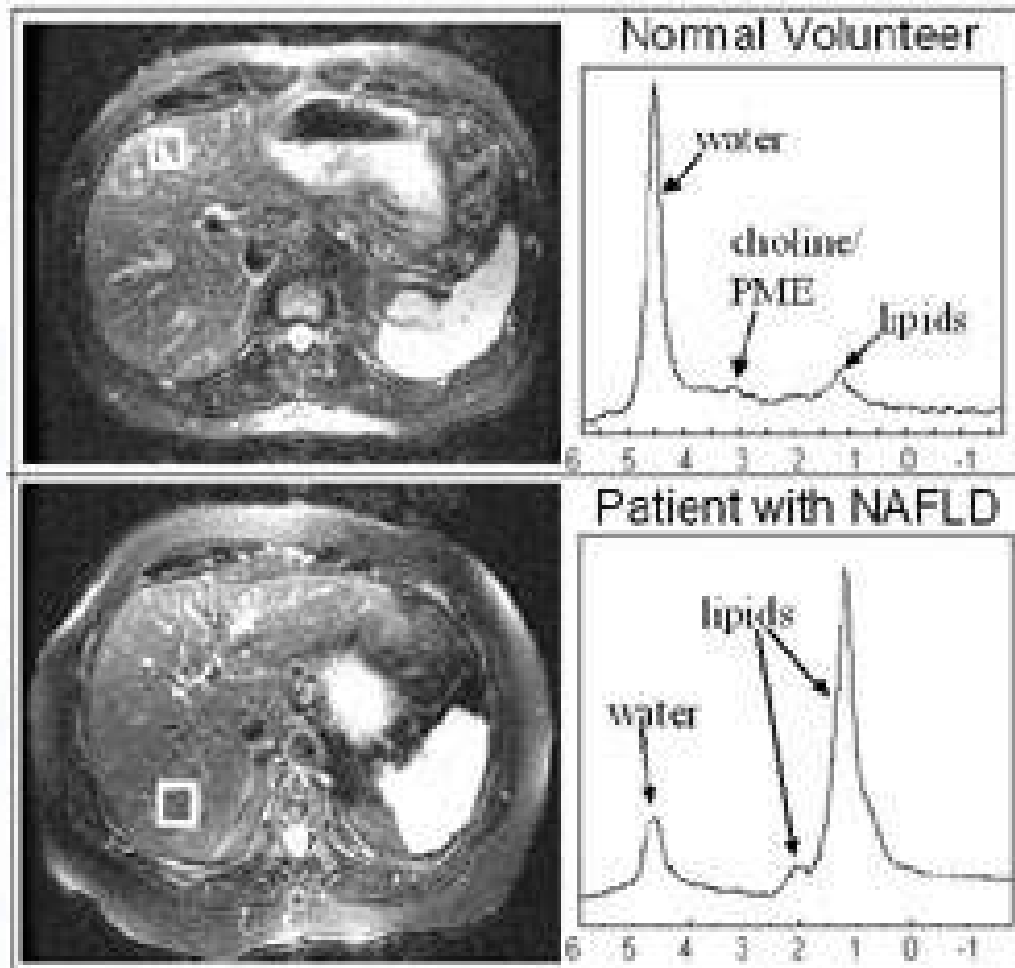 Normal Volunteer
water
choline/
PME
lipids
6 5 4 3 2 1 0 -1
Patient with NAFLD
lipids
water
6 5 4 3 2 1 0 -1